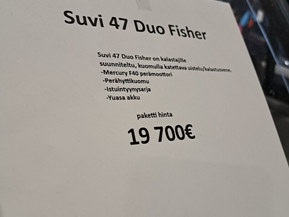 Suvi 47 Duo Fisher
Suvi 47 Duo Fisher on kalastajille
suunniteltu, kuomulla katettava uistelu/kalastusvene.
-Mercury F40 perämoottori
-Perähyttikuomu
-Istuintyynysarja
-Yuasa akku
paketti hinta
19 700€